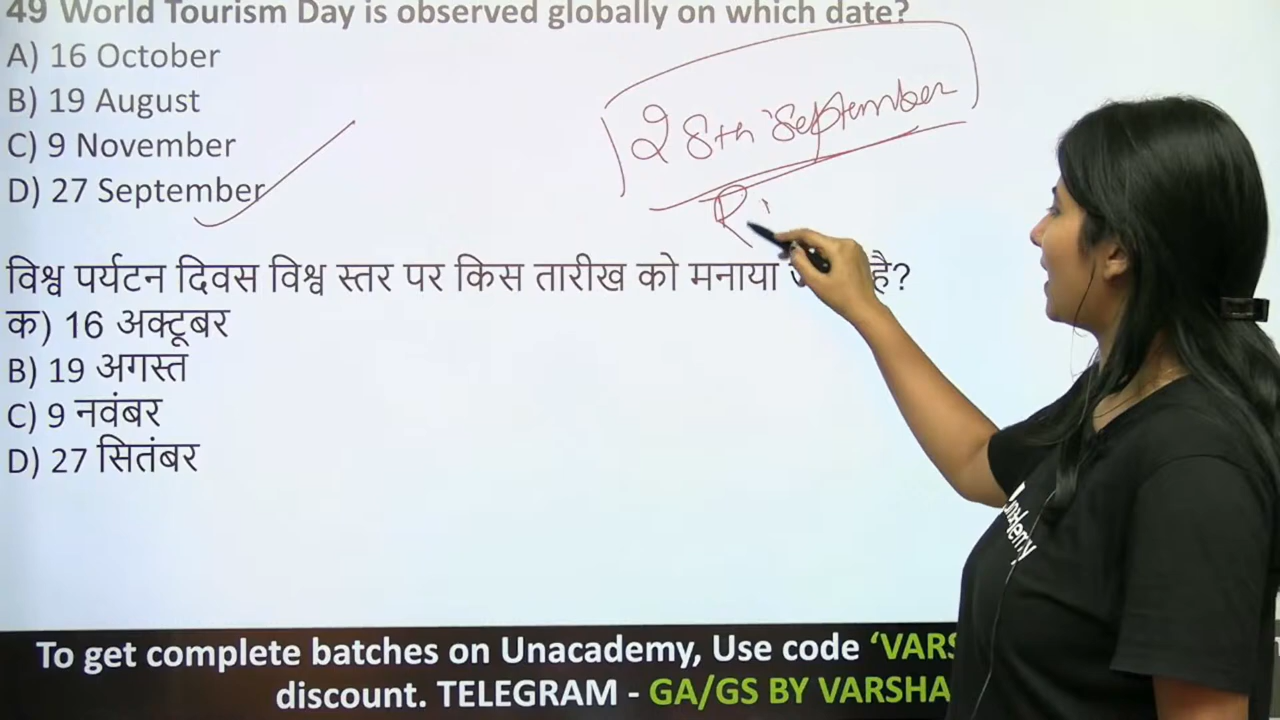 49 World Tourism Day is observed globally on which date?
A) 16 October
B) 19 August
C) 9 November
D) 27 September
28th September
R
विश्व पर्यटन दिवस विश्व स्तर पर किस तारीख को मनाया है?
क) 16 अक्टूबर
B) 19 अगस्त
C) 9 नवंबर
D) 27 सितंबर
unacademy
To get complete batches on Unacademy, Use code ‘VARS
discount. TELEGRAM - GA/GS BY VARSHA